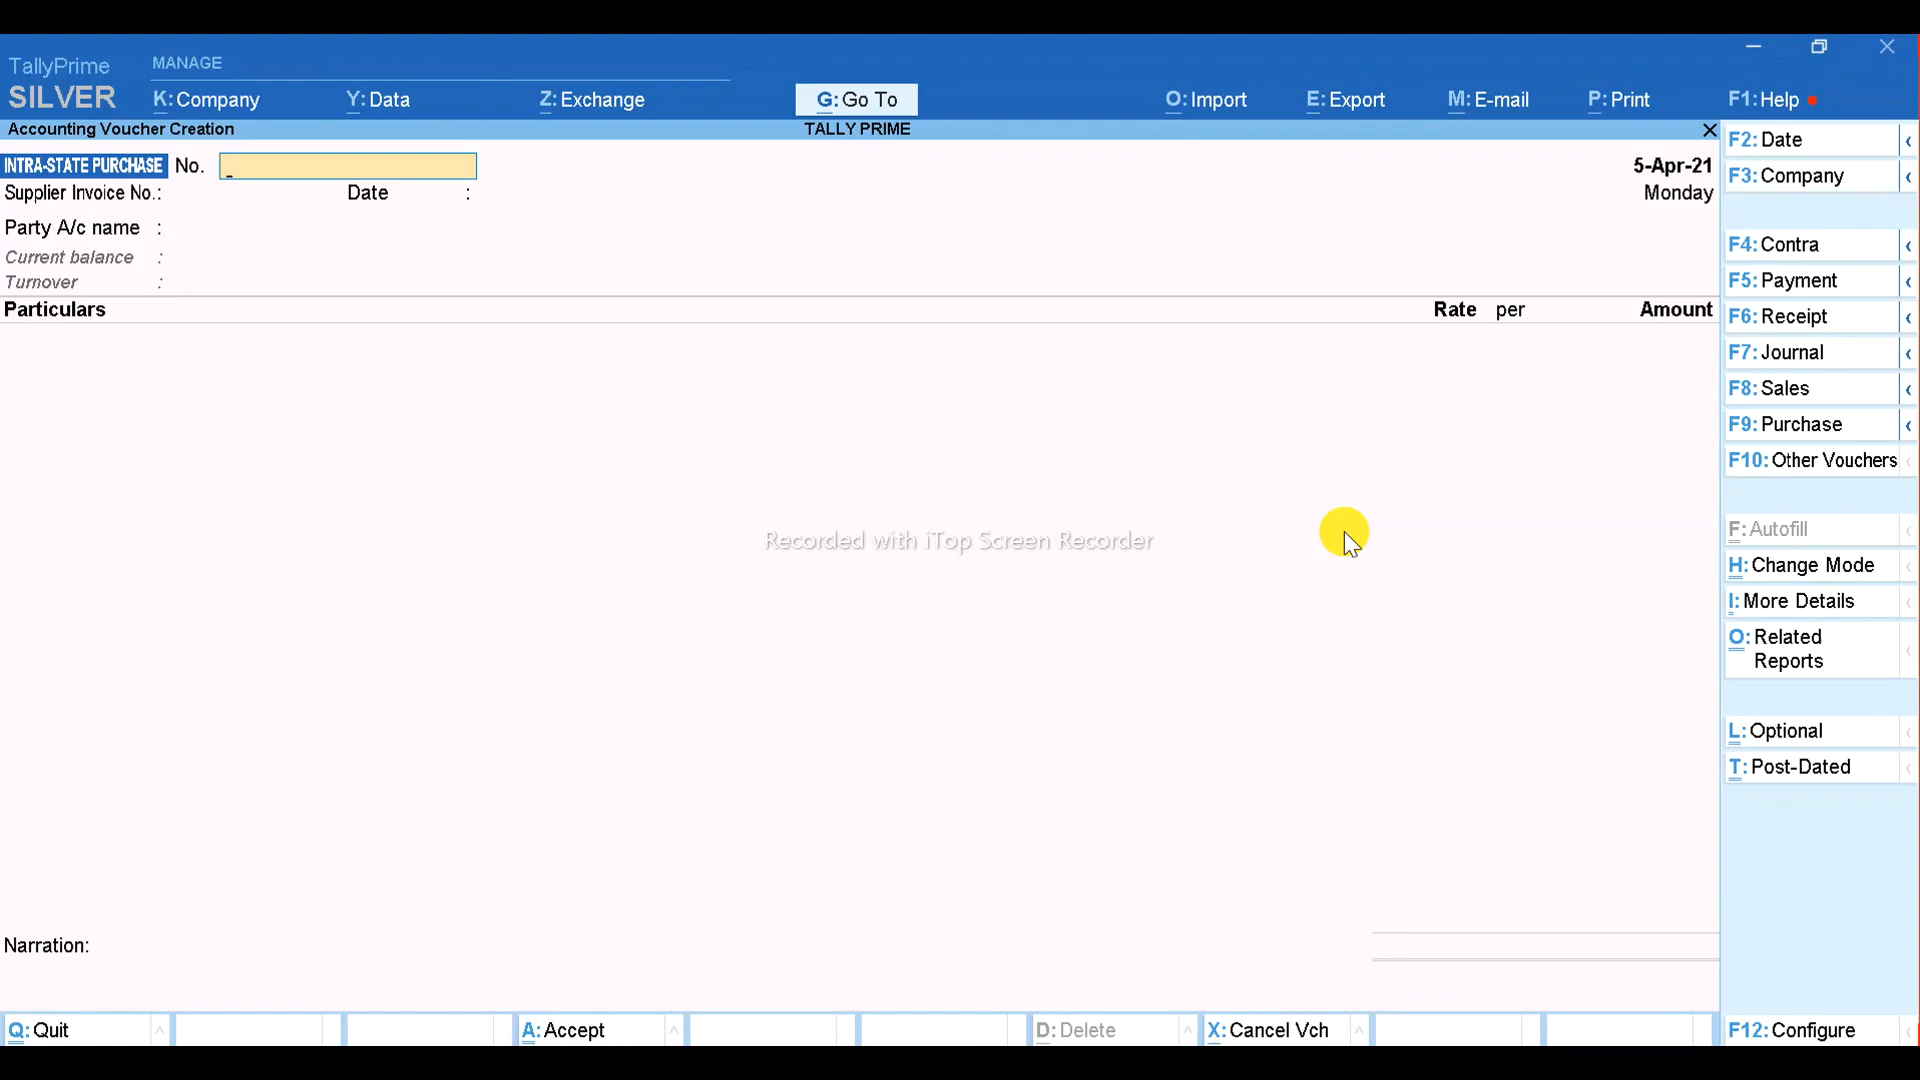 TallyPrime
SILVER
MANAGE
K: Company
Y: Data
Z: Exchange
G: Go To
O: Import
E: Export
M: E-mail
P: Print
F1: Help
Accounting Voucher Creation
TALLY PRIME
INTRA-STATE PURCHASE No.
5-Apr-21
Supplier Invoice No.: Date :
Monday
Party A/c name :
Current balance :
Turnover :
Particulars Rate per Amount
Recorded with iTop Screen Recorder
Narration:
F2: Date
F3: Company
F4: Contra
F5: Payment
F6: Receipt
F7: Journal
F8: Sales
F9: Purchase
F10: Other Vouchers
F: Autofill
H: Change Mode
I: More Details
O: Related
Reports
L: Optional
T: Post-Dated
Q: Quit
A: Accept
D: Delete
X: Cancel Vch
F12: Configure